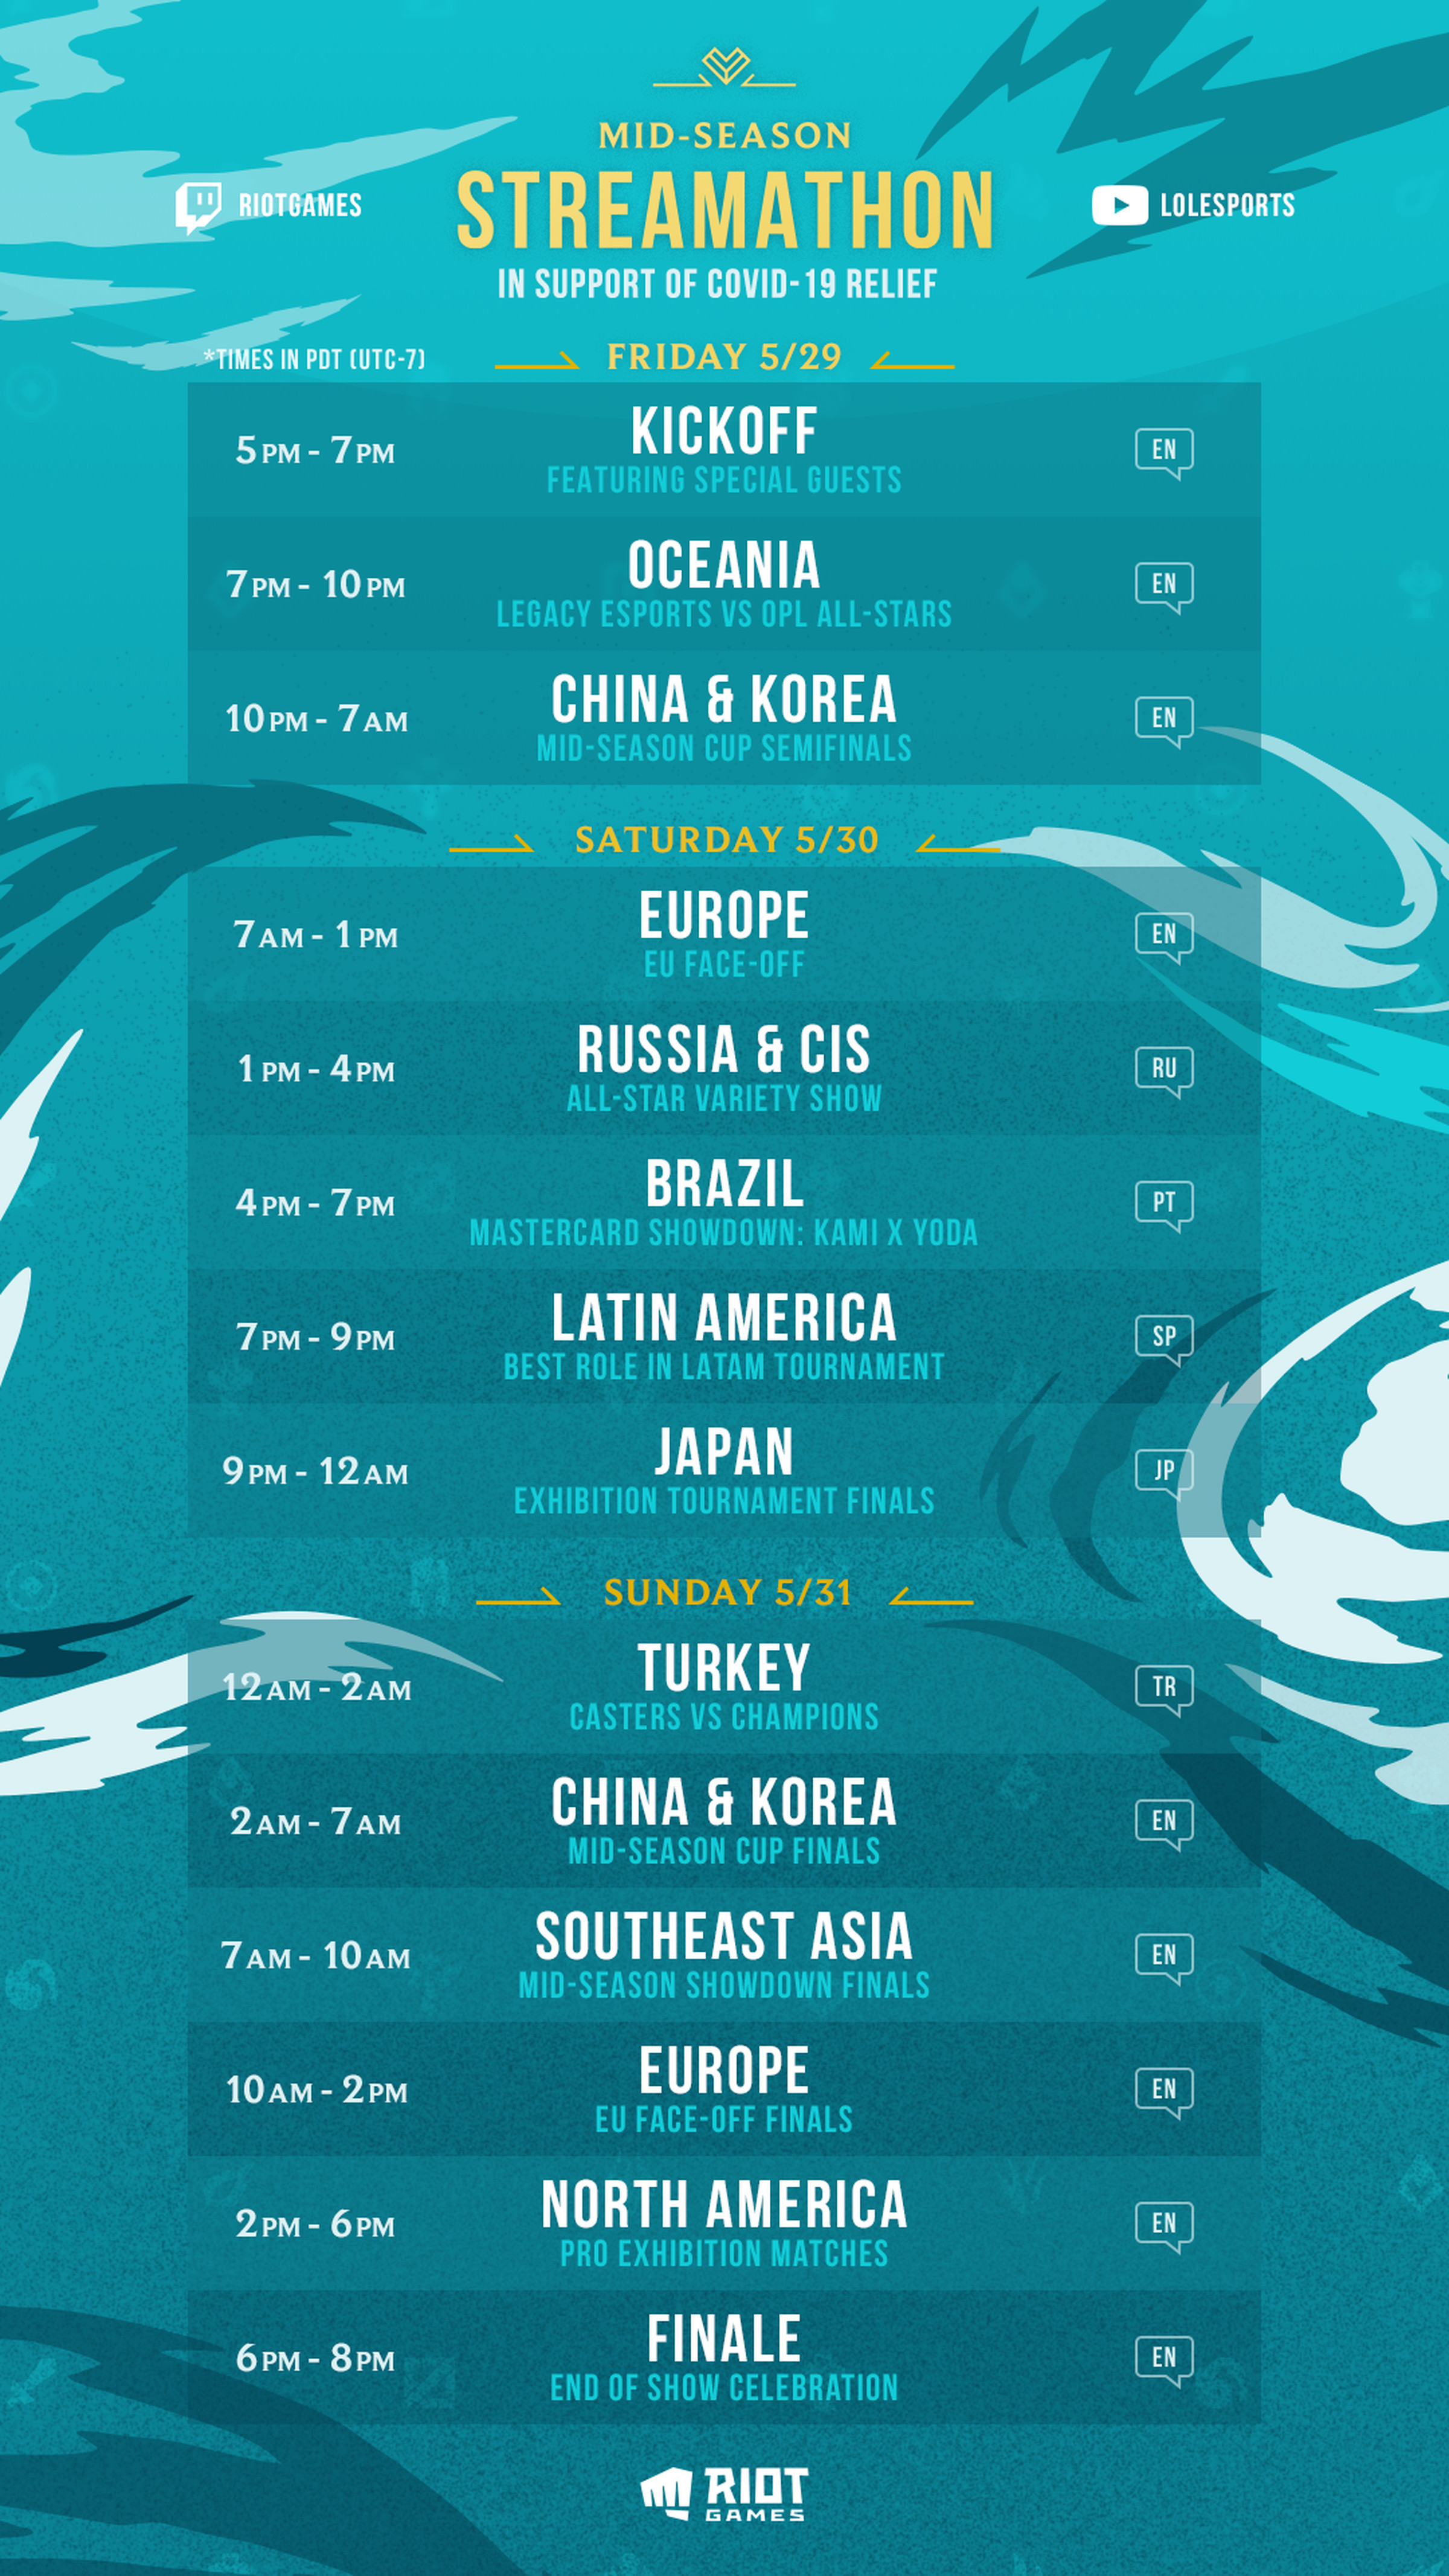 MID-SEASON
STREAMATHON
RIOTGAMES
LOLESPORTS
IN SUPPORT OF COVID-19 RELIEF
*TIMES IN PDT (UTC-7)
FRIDAY 5/29
5PM - 7PM
KICKOFF
FEATURING SPECIAL GUESTS
EN
7PM - 10PM
OCEANIA
LEGACY ESPORTS VS OPL ALL-STARS
EN
10PM - 7AM
CHINA & KOREA
MID-SEASON CUP SEMIFINALS
EN
SATURDAY 5/30
7AM - 1PM
EUROPE
EU FACE-OFF
EN
1PM - 4PM
RUSSIA & CIS
ALL-STAR VARIETY SHOW
RU
4PM - 7PM
BRAZIL
MASTERCARD SHOWDOWN: KAMI X YODA
PT
7PM - 9PM
LATIN AMERICA
BEST ROLE IN LATAM TOURNAMENT
SP
9PM - 12AM
JAPAN
EXHIBITION TOURNAMENT FINALS
JP
SUNDAY 5/31
12AM - 2AM
TURKEY
CASTERS VS CHAMPIONS
TR
2AM - 7AM
CHINA & KOREA
MID-SEASON CUP FINALS
EN
7AM - 10AM
SOUTHEAST ASIA
MID-SEASON SHOWDOWN FINALS
EN
10AM - 2PM
EUROPE
EU FACE-OFF FINALS
EN
2PM - 6PM
NORTH AMERICA
PRO EXHIBITION MATCHES
EN
6PM - 8PM
FINALE
END OF SHOW CELEBRATION
EN
RIOT
GAMES